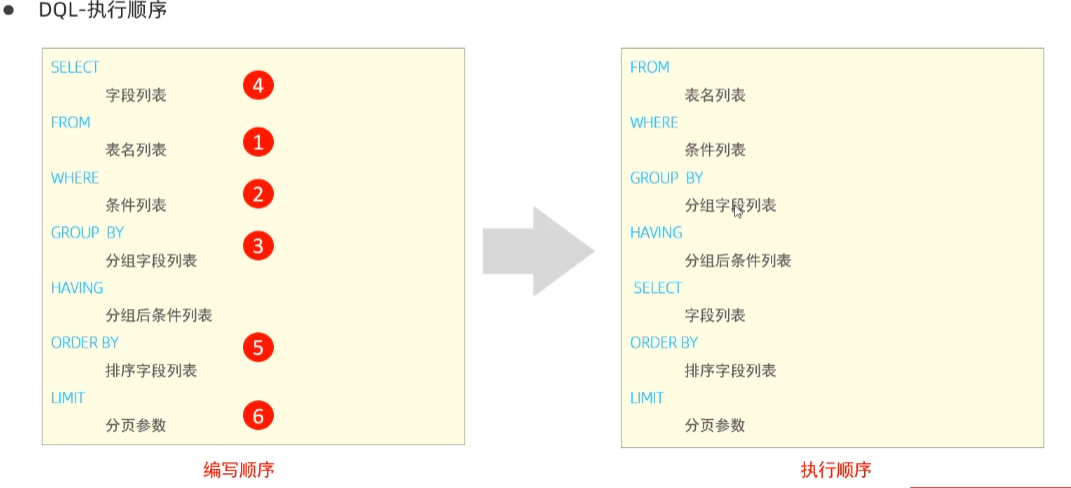 ● DQL-执行顺序
SELECT
字段列表
4
FROM
表名列表
1
WHERE
条件列表
2
GROUP BY
分组字段列表
3
HAVING
分组后条件列表
ORDER BY
排序字段列表
5
LIMIT
分页参数
6
编写顺序
FROM
表名列表
WHERE
条件列表
GROUP BY
分组字段列表
HAVING
分组后条件列表
SELECT
字段列表
ORDER BY
排序字段列表
LIMIT
分页参数
执行顺序